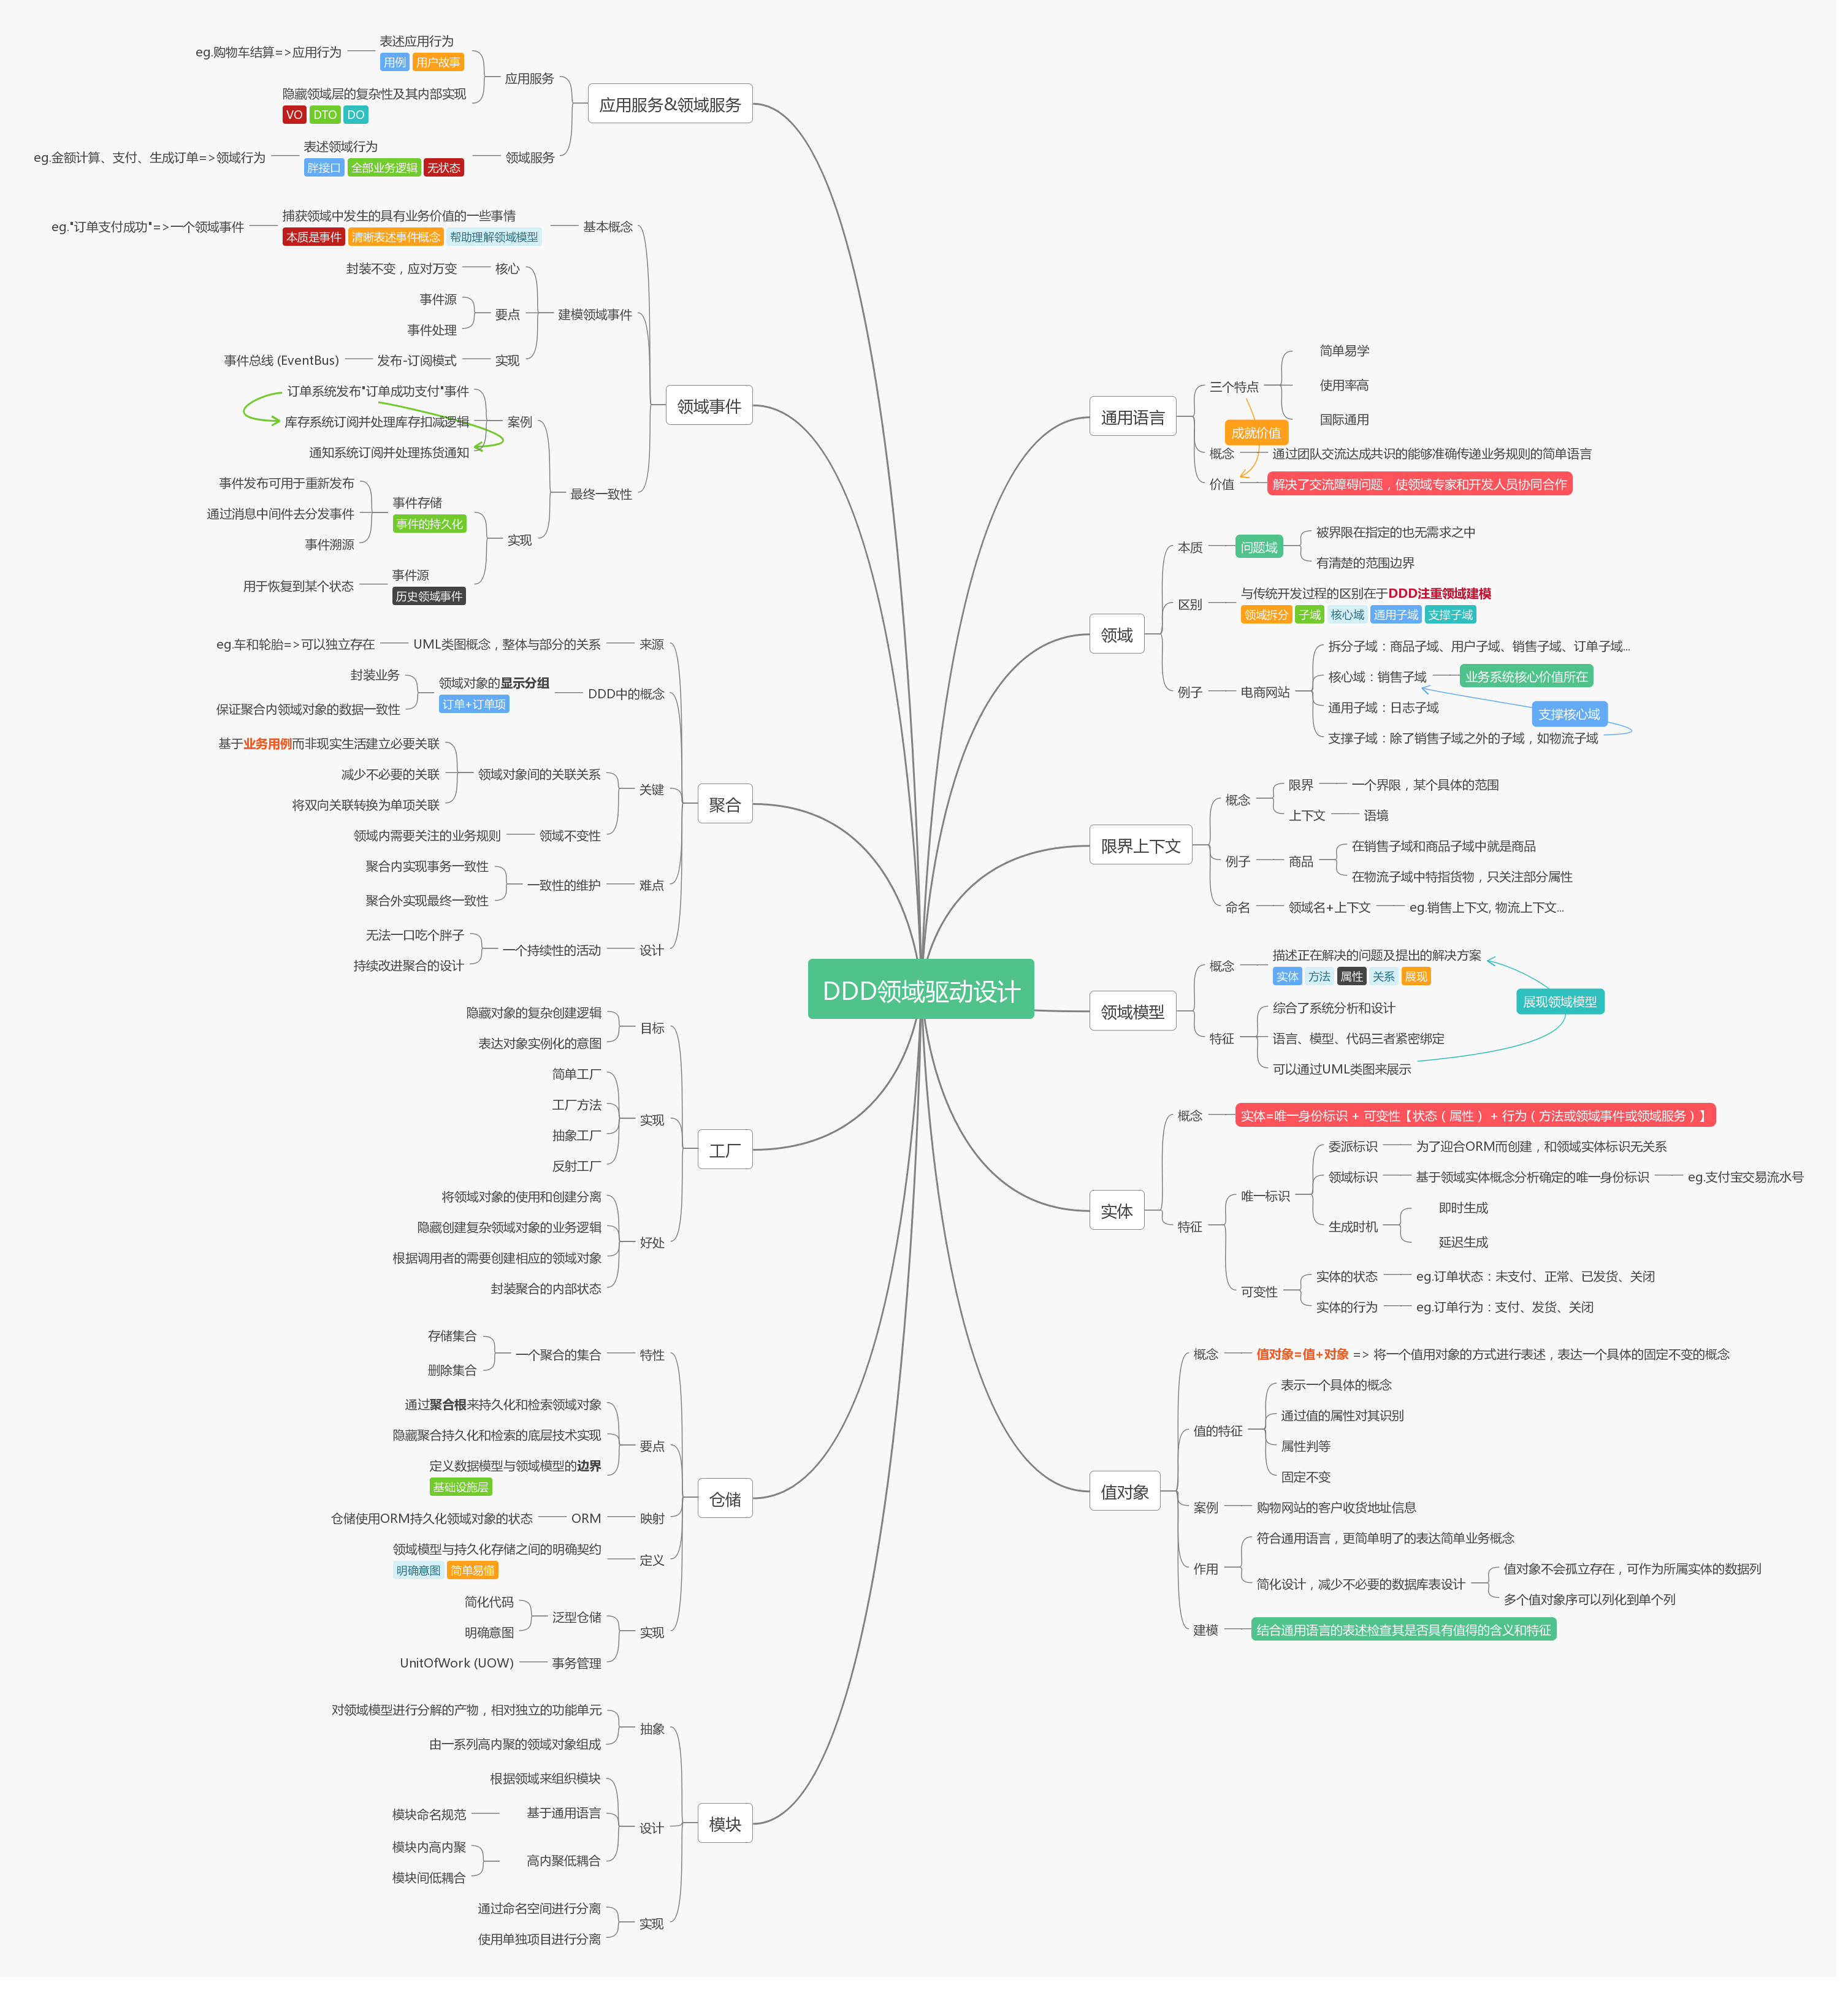 DDD领域驱动设计
通用语言
三个特点
简单易学
使用率高
国际通用
成就价值
概念
通过团队交流达成共识的能够准确传递业务规则的简单语言
价值
解决了交流障碍问题，使领域专家和开发人员协同合作
领域
本质
问题域
被界限在指定的也无需求之中
有清楚的范围边界
区别
与传统开发过程的区别在于DDD注重领域建模
领域拆分 子域 核心域 通用子域 支撑子域
例子
电商网站
拆分子域：商品子域、用户子域、销售子域、订单子域...
核心域：销售子域
业务系统核心价值所在
通用子域：日志子域
支撑核心域
支撑子域：除了销售子域之外的子域，如物流子域
限界上下文
概念
限界
一个界限，某个具体的范围
上下文
语境
例子
商品
在销售子域和商品子域中就是商品
在物流子域中特指货物，只关注部分属性
命名
领域名+上下文
eg.销售上下文, 物流上下文...
领域模型
概念
描述正在解决的问题及提出的解决方案
实体 方法 属性 关系 展现
展现领域模型
特征
综合了系统分析和设计
语言、模型、代码三者紧密绑定
可以通过UML类图来展示
实体
概念
实体=唯一身份标识 + 可变性【状态（属性） + 行为（方法或领域事件或领域服务）】
特征
唯一标识
委派标识
为了迎合ORM而创建，和领域实体标识无关系
领域标识
基于领域实体概念分析确定的唯一身份标识
eg.支付宝交易流水号
生成时机
即时生成
延迟生成
可变性
实体的状态
eg.订单状态：未支付、正常、已发货、关闭
实体的行为
eg.订单行为：支付、发货、关闭
值对象
概念
值对象=值+对象 => 将一个值用对象的方式进行表述，表达一个具体的固定不变的概念
值的特征
表示一个具体的概念
通过值的属性对其识别
属性判等
固定不变
案例
购物网站的客户收货地址信息
作用
符合通用语言，更简单明了的表达简单业务概念
简化设计，减少不必要的数据库表设计
值对象不会孤立存在，可作为所属实体的数据列
多个值对象序可以列化到单个列
建模
结合通用语言的表述检查其是否具有值得的含义和特征
应用服务&领域服务
应用服务
表述应用行为
用例 用户故事
eg.购物车结算=>应用行为
隐藏领域层的复杂性及其内部实现
VO DTO DO
领域服务
表述领域行为
胖接口 全部业务逻辑 无状态
eg.金额计算、支付、生成订单=>领域行为
领域事件
基本概念
捕获领域中发生的具有业务价值的一些事情
本质是事件 清晰表述事件概念 帮助理解领域模型
eg."订单支付成功"=>一个领域事件
建模领域事件
核心
封装不变，应对万变
要点
事件源
事件处理
实现
发布-订阅模式
事件总线 (EventBus)
最终一致性
案例
订单系统发布"订单成功支付"事件
库存系统订阅并处理库存扣减逻辑
通知系统订阅并处理拣货通知
实现
事件存储
事件的持久化
事件发布可用于重新发布
通过消息中间件去分发事件
事件溯源
事件源
历史领域事件
用于恢复到某个状态
聚合
来源
UML类图概念，整体与部分的关系
eg.车和轮胎=>可以独立存在
DDD中的概念
领域对象的显示分组
订单+订单项
封装业务
保证聚合内领域对象的数据一致性
关键
领域对象间的关联关系
基于业务用例而非现实生活建立必要关联
减少不必要的关联
将双向关联转换为单项关联
领域不变性
领域内需要关注的业务规则
难点
一致性的维护
聚合内实现事务一致性
聚合外实现最终一致性
设计
一个持续性的活动
无法一口吃个胖子
持续改进聚合的设计
工厂
目标
隐藏对象的复杂创建逻辑
表达对象实例化的意图
实现
简单工厂
工厂方法
抽象工厂
反射工厂
好处
将领域对象的使用和创建分离
隐藏创建复杂领域对象的业务逻辑
根据调用者的需要创建相应的领域对象
封装聚合的内部状态
仓储
特性
一个聚合的集合
存储集合
删除集合
要点
通过聚合根来持久化和检索领域对象
隐藏聚合持久化和检索的底层技术实现
定义数据模型与领域模型的边界
基础设施层
映射
ORM
仓储使用ORM持久化领域对象的状态
定义
领域模型与持久化存储之间的明确契约
明确意图 简单易懂
实现
泛型仓储
简化代码
明确意图
事务管理
UnitOfWork (UOW)
模块
抽象
对领域模型进行分解的产物，相对独立的功能单元
由一系列高内聚的领域对象组成
设计
根据领域来组织模块
基于通用语言
模块命名规范
高内聚低耦合
模块内高内聚
模块间低耦合
实现
通过命名空间进行分离
使用单独项目进行分离